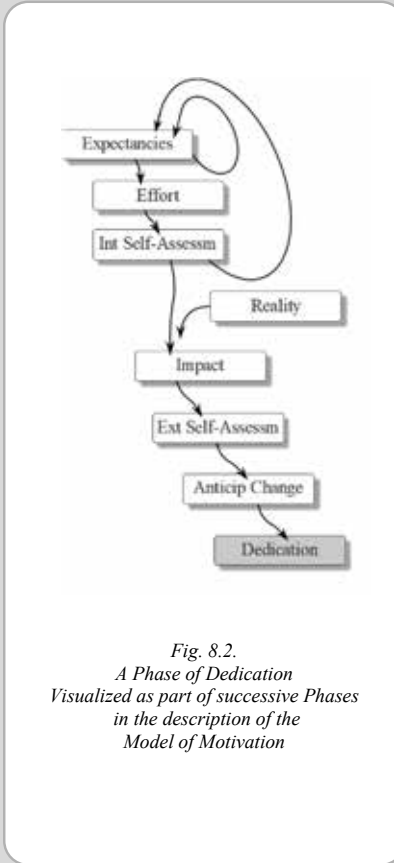 Expectancies
Effort
Int Self-Assessm
Reality
Impact
Ext Self-Assessm
Anticip Change
Dedication
Fig. 8.2.
A Phase of Dedication
Visualized as part of successive Phases
in the description of the
Model of Motivation